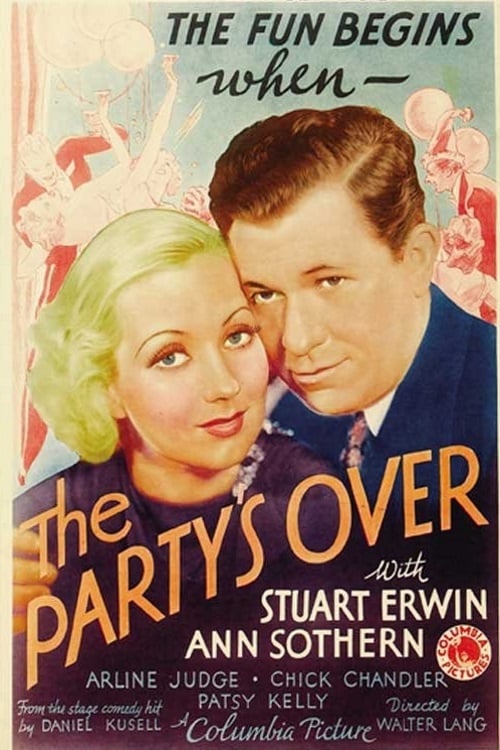 THE FUN BEGINS
when—
The
PARTY'S OVER
With
STUART ERWIN
ANN SOTHERN
COLUMBIA PICTURES
ARLINE JUDGE · CHICK CHANDLER
PATSY KELLY
From the stage comedy hit
by DANIEL KUSELL
A Columbia Picture
Directed by
WALTER LANG